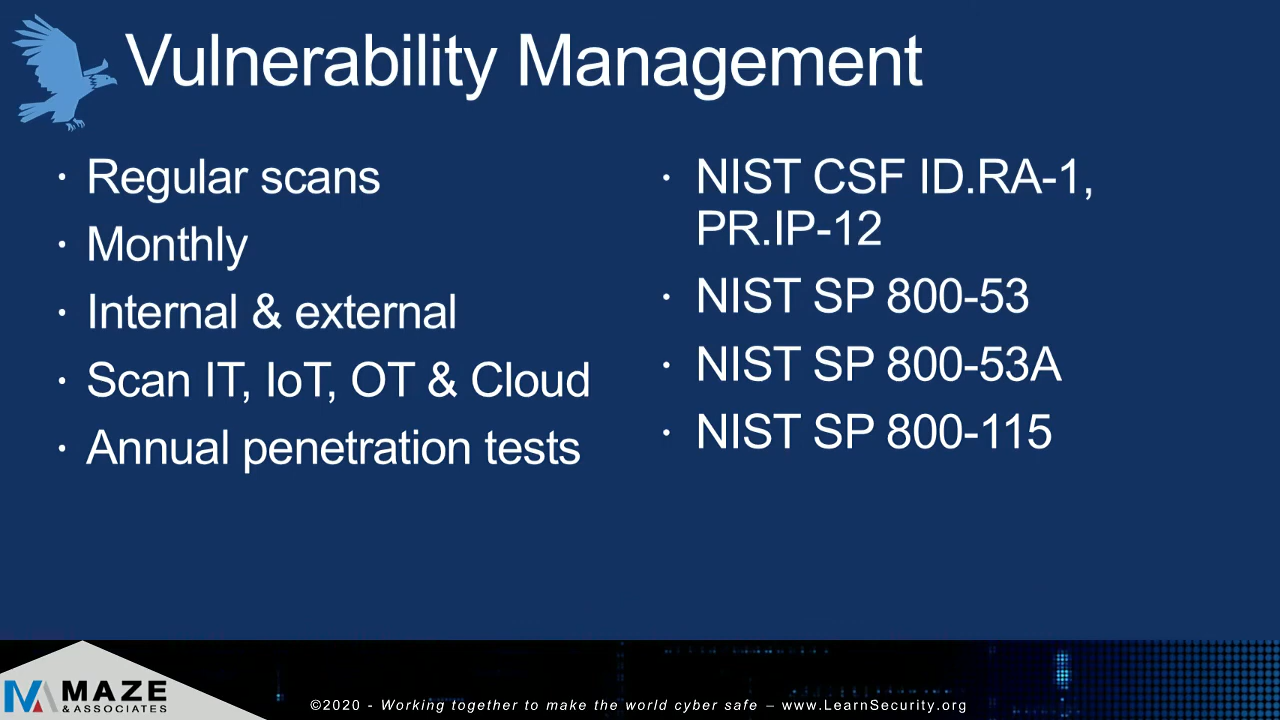 Vulnerability Management
· Regular scans
· Monthly
· Internal & external
· Scan IT, IoT, OT & Cloud
· Annual penetration tests
· NIST CSF ID.RA-1,
PR.IP-12
· NIST SP 800-53
· NIST SP 800-53A
· NIST SP 800-115
MAZE
& ASSOCIATES
©2020 - Working together to make the world cyber safe – www.LearnSecurity.org